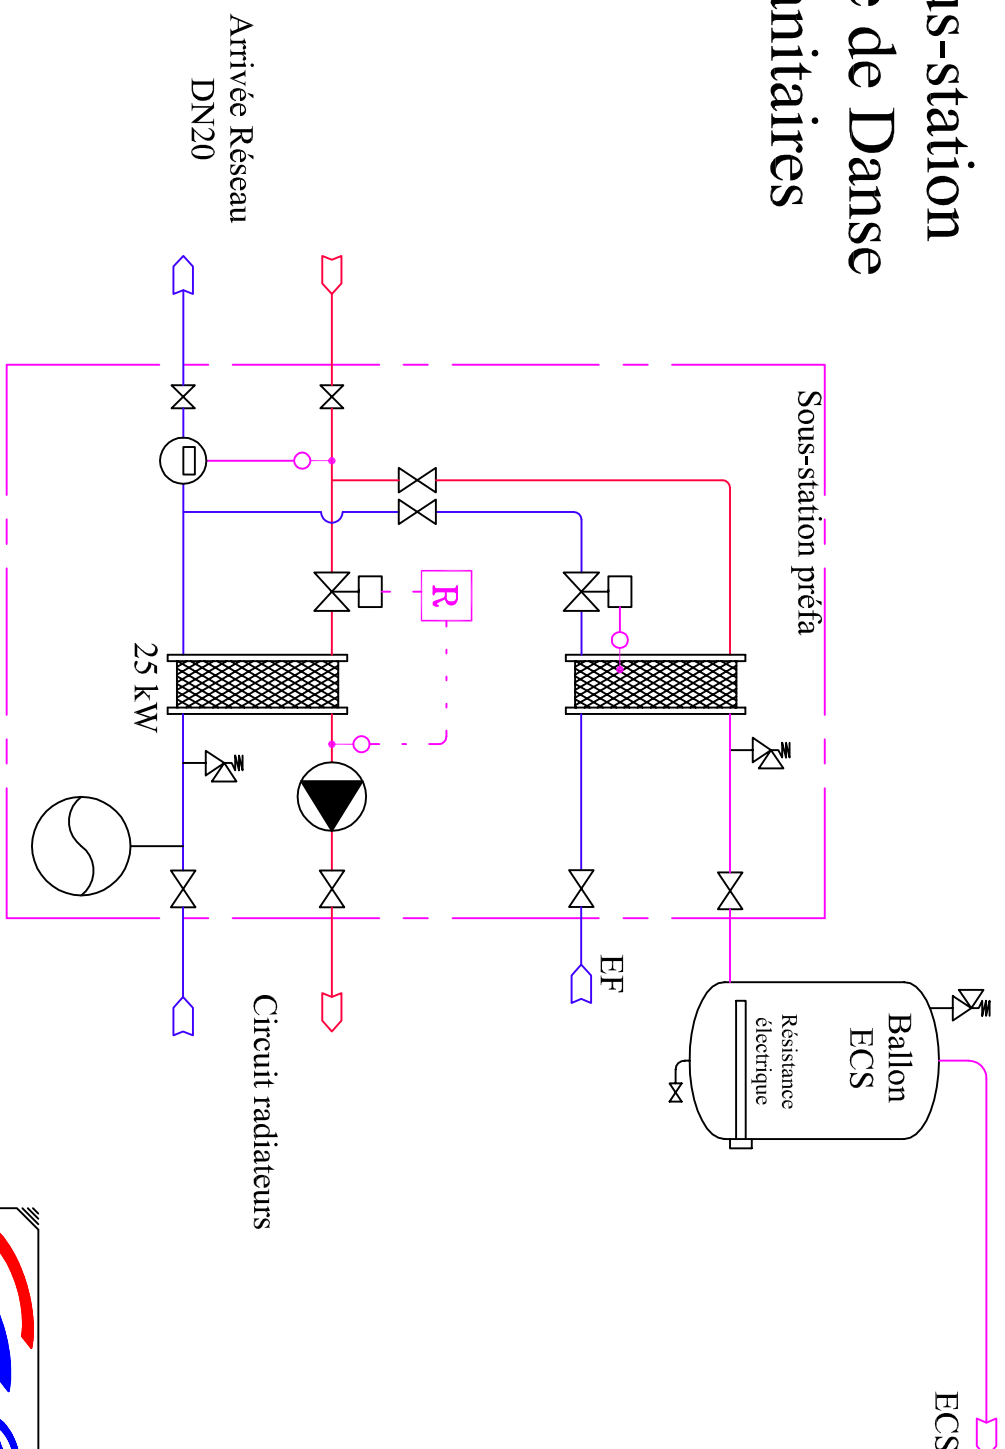 us-station
e de Danse
anitaires
Arrivée Réseau
DN20
Sous-station préfa
R
25 kW
EF
Circuit radiateurs
Ballon
ECS
Résistance
électrique
ECS